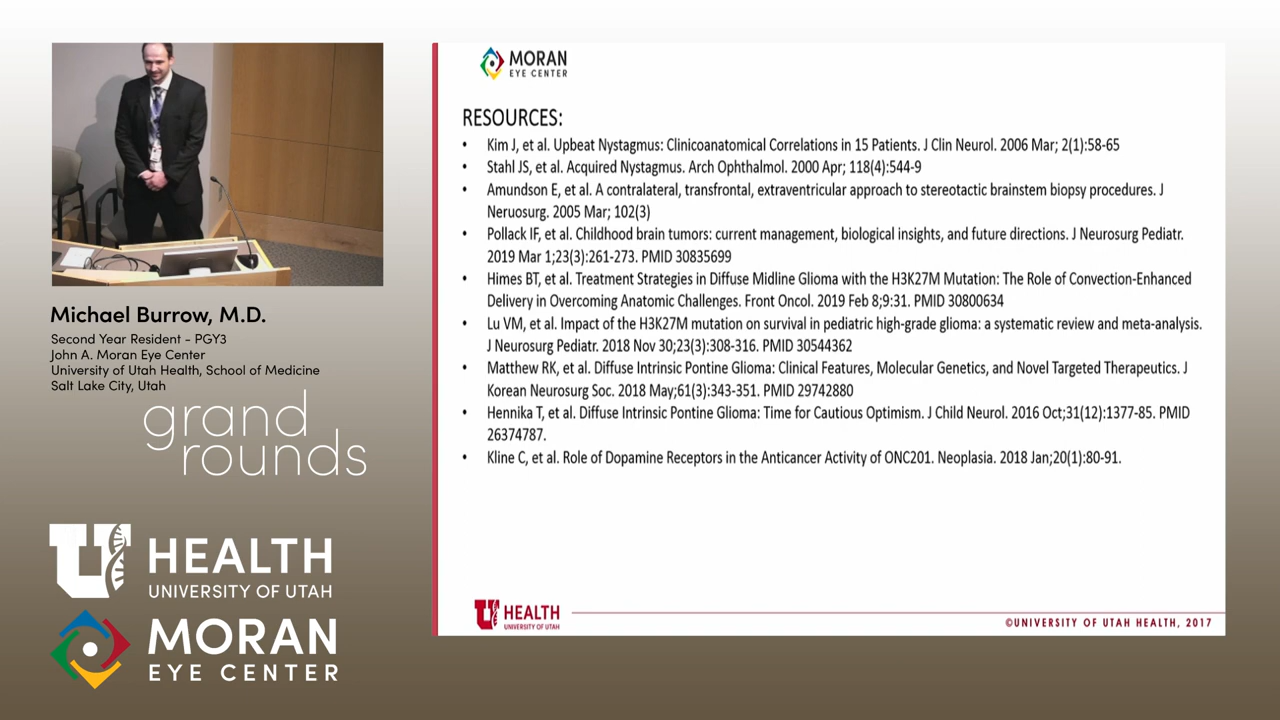 Michael Burrow, M.D.
Second Year Resident - PGY3
John A. Moran Eye Center
University of Utah Health, School of Medicine
Salt Lake City, Utah
grand
rounds
U HEALTH
UNIVERSITY OF UTAH
MORAN
EYE CENTER
MORAN
EYE CENTER
RESOURCES:
• Kim J, et al. Upbeat Nystagmus: Clinicoanatomical Correlations in 15 Patients. J Clin Neurol. 2006 Mar; 2(1):58-65
• Stahl JS, et al. Acquired Nystagmus. Arch Ophthalmol. 2000 Apr; 118(4):544-9
• Amundson E, et al. A contralateral, transfrontal, extraventricular approach to stereotactic brainstem biopsy procedures. J
Neruosurg. 2005 Mar; 102(3)
• Pollack IF, et al. Childhood brain tumors: current management, biological insights, and future directions. J Neurosurg Pediatr.
2019 Mar 1;23(3):261-273. PMID 30835699
• Himes BT, et al. Treatment Strategies in Diffuse Midline Glioma with the H3K27M Mutation: The Role of Convection-Enhanced
Delivery in Overcoming Anatomic Challenges. Front Oncol. 2019 Feb 8;9:31. PMID 30800634
• Lu VM, et al. Impact of the H3K27M mutation on survival in pediatric high-grade glioma: a systematic review and meta-analysis.
J Neurosurg Pediatr. 2018 Nov 30;23(3):308-316. PMID 30544362
• Matthew RK, et al. Diffuse Intrinsic Pontine Glioma: Clinical Features, Molecular Genetics, and Novel Targeted Therapeutics. J
Korean Neurosurg Soc. 2018 May;61(3):343-351. PMID 29742880
• Hennika T, et al. Diffuse Intrinsic Pontine Glioma: Time for Cautious Optimism. J Child Neurol. 2016 Oct;31(12):1377-85. PMID
26374787.
• Kline C, et al. Role of Dopamine Receptors in the Anticancer Activity of ONC201. Neoplasia. 2018 Jan;20(1):80-91.
U HEALTH
UNIVERSITY OF UTAH
©UNIVERSITY OF UTAH HEALTH, 2017